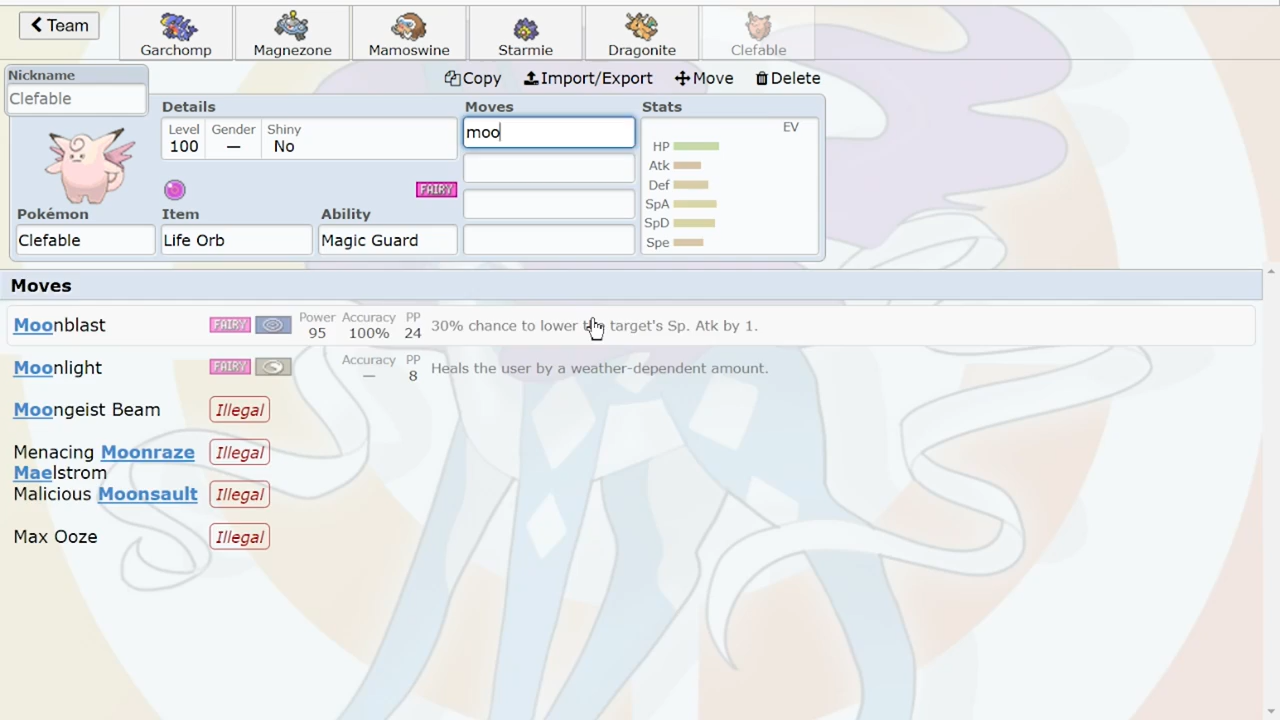 Team
Garchomp
Magnezone
Mamoswine
Starmie
Dragonite
Clefable
Nickname
Clefable
Copy
Import/Export
Move
Delete
Details
Level
100
Gender
—
Shiny
No
FAIRY
Pokémon
Clefable
Item
Life Orb
Ability
Magic Guard
Moves
moo
Stats
EV
HP
Atk
Def
SpA
SpD
Spe
Moves
Moonblast FAIRY Power 95 Accuracy 100% PP 24 30% chance to lower the target's Sp. Atk by 1.
Moonlight FAIRY Accuracy — PP 8 Heals the user by a weather-dependent amount.
Moongeist Beam Illegal
Menacing Moonraze Illegal
Maelstrom
Malicious Moonsault Illegal
Max Ooze Illegal